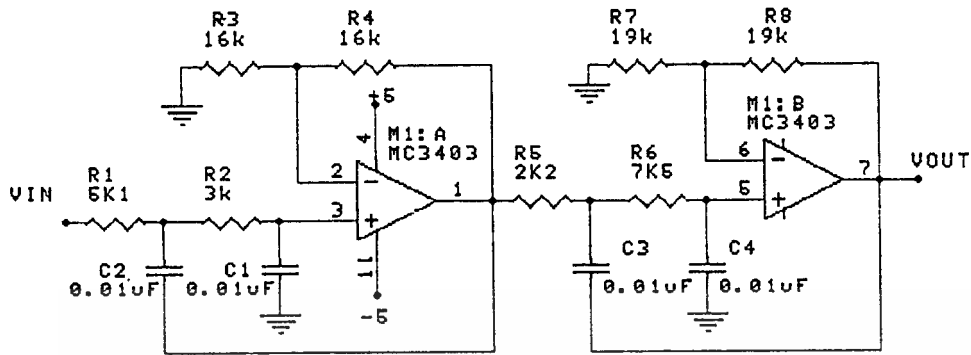 R3
16k
R4
16k
R7
19k
R8
19k
+5
4
M1:A
MC3403
M1:B
MC3403
2
3
1
6
5
7
VIN
R1
5K1
R2
3k
R5
2K2
R6
7K5
VOUT
C2
0.01uF
C1
0.01uF
11
-5
C3
0.01uF
C4
0.01uF